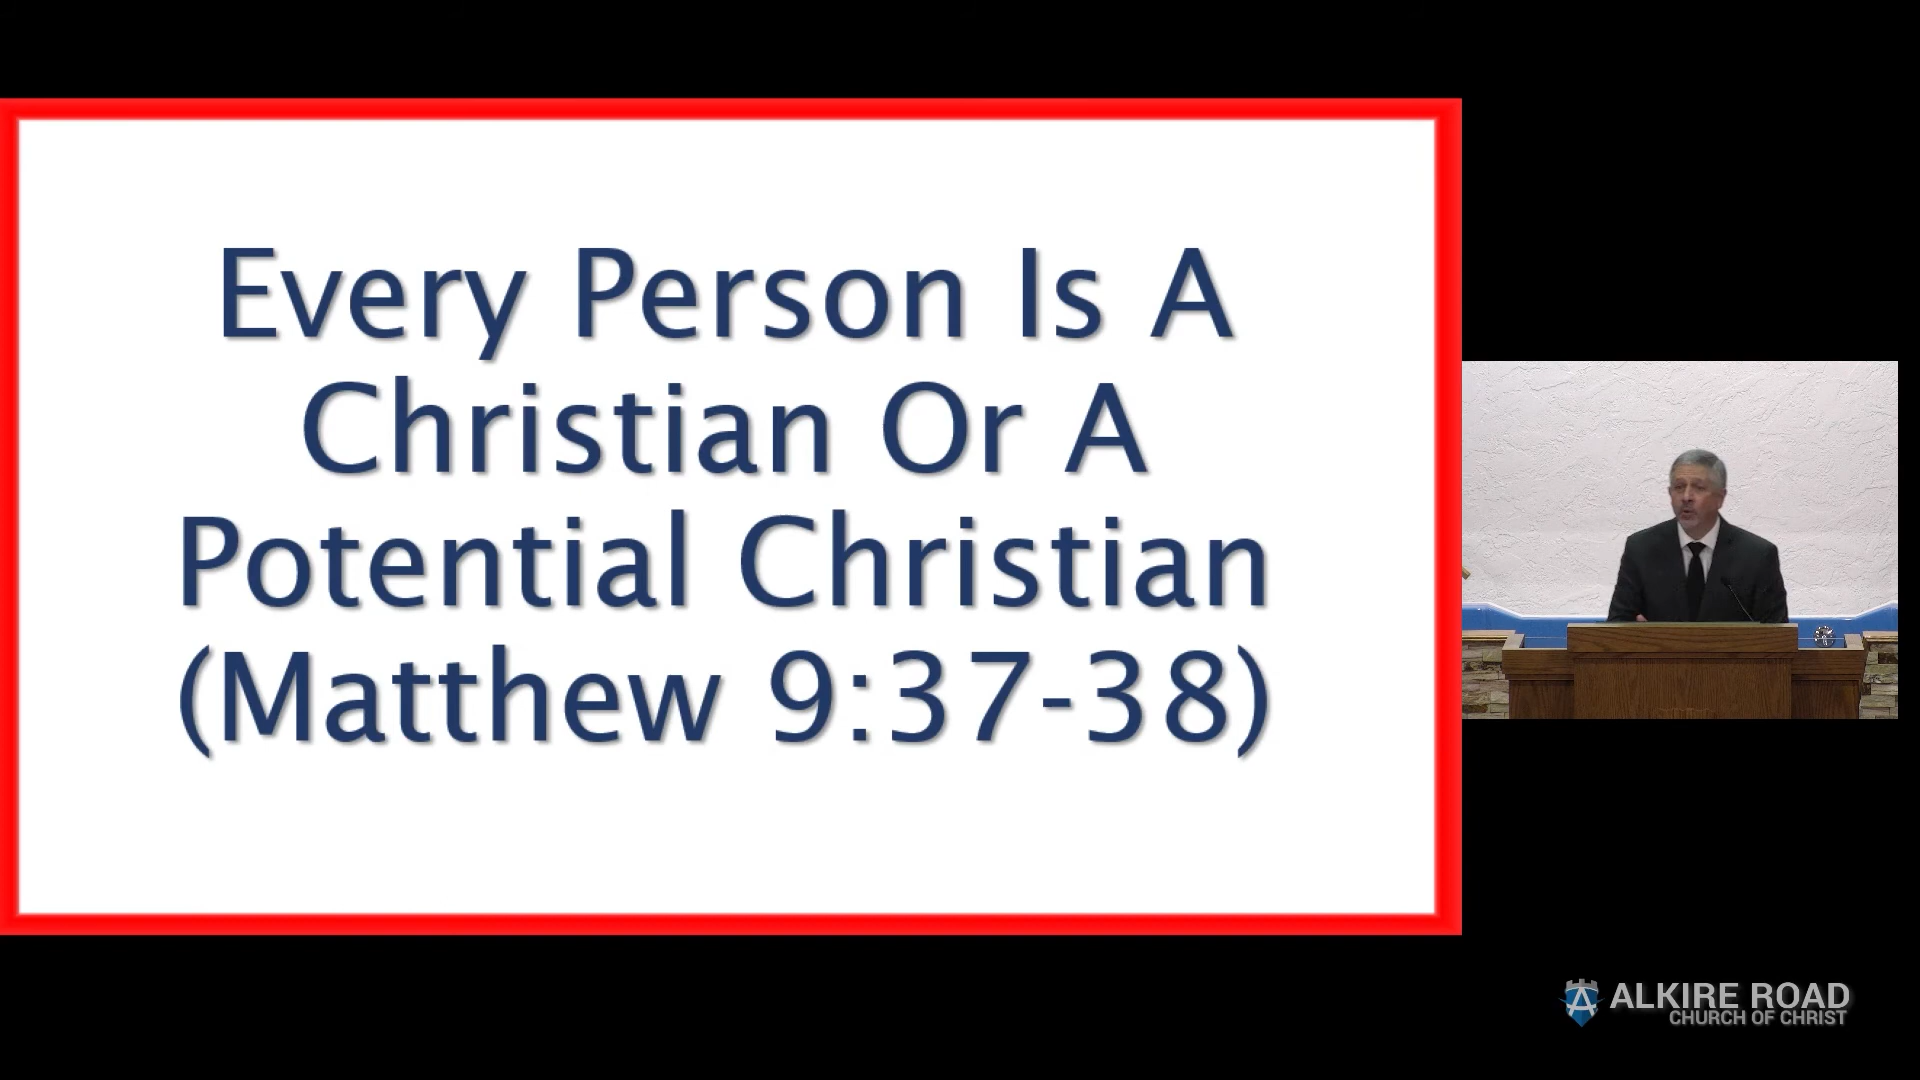 Every Person Is A
Christian Or A
Potential Christian
(Matthew 9:37-38)
ALKIRE ROAD
CHURCH OF CHRIST